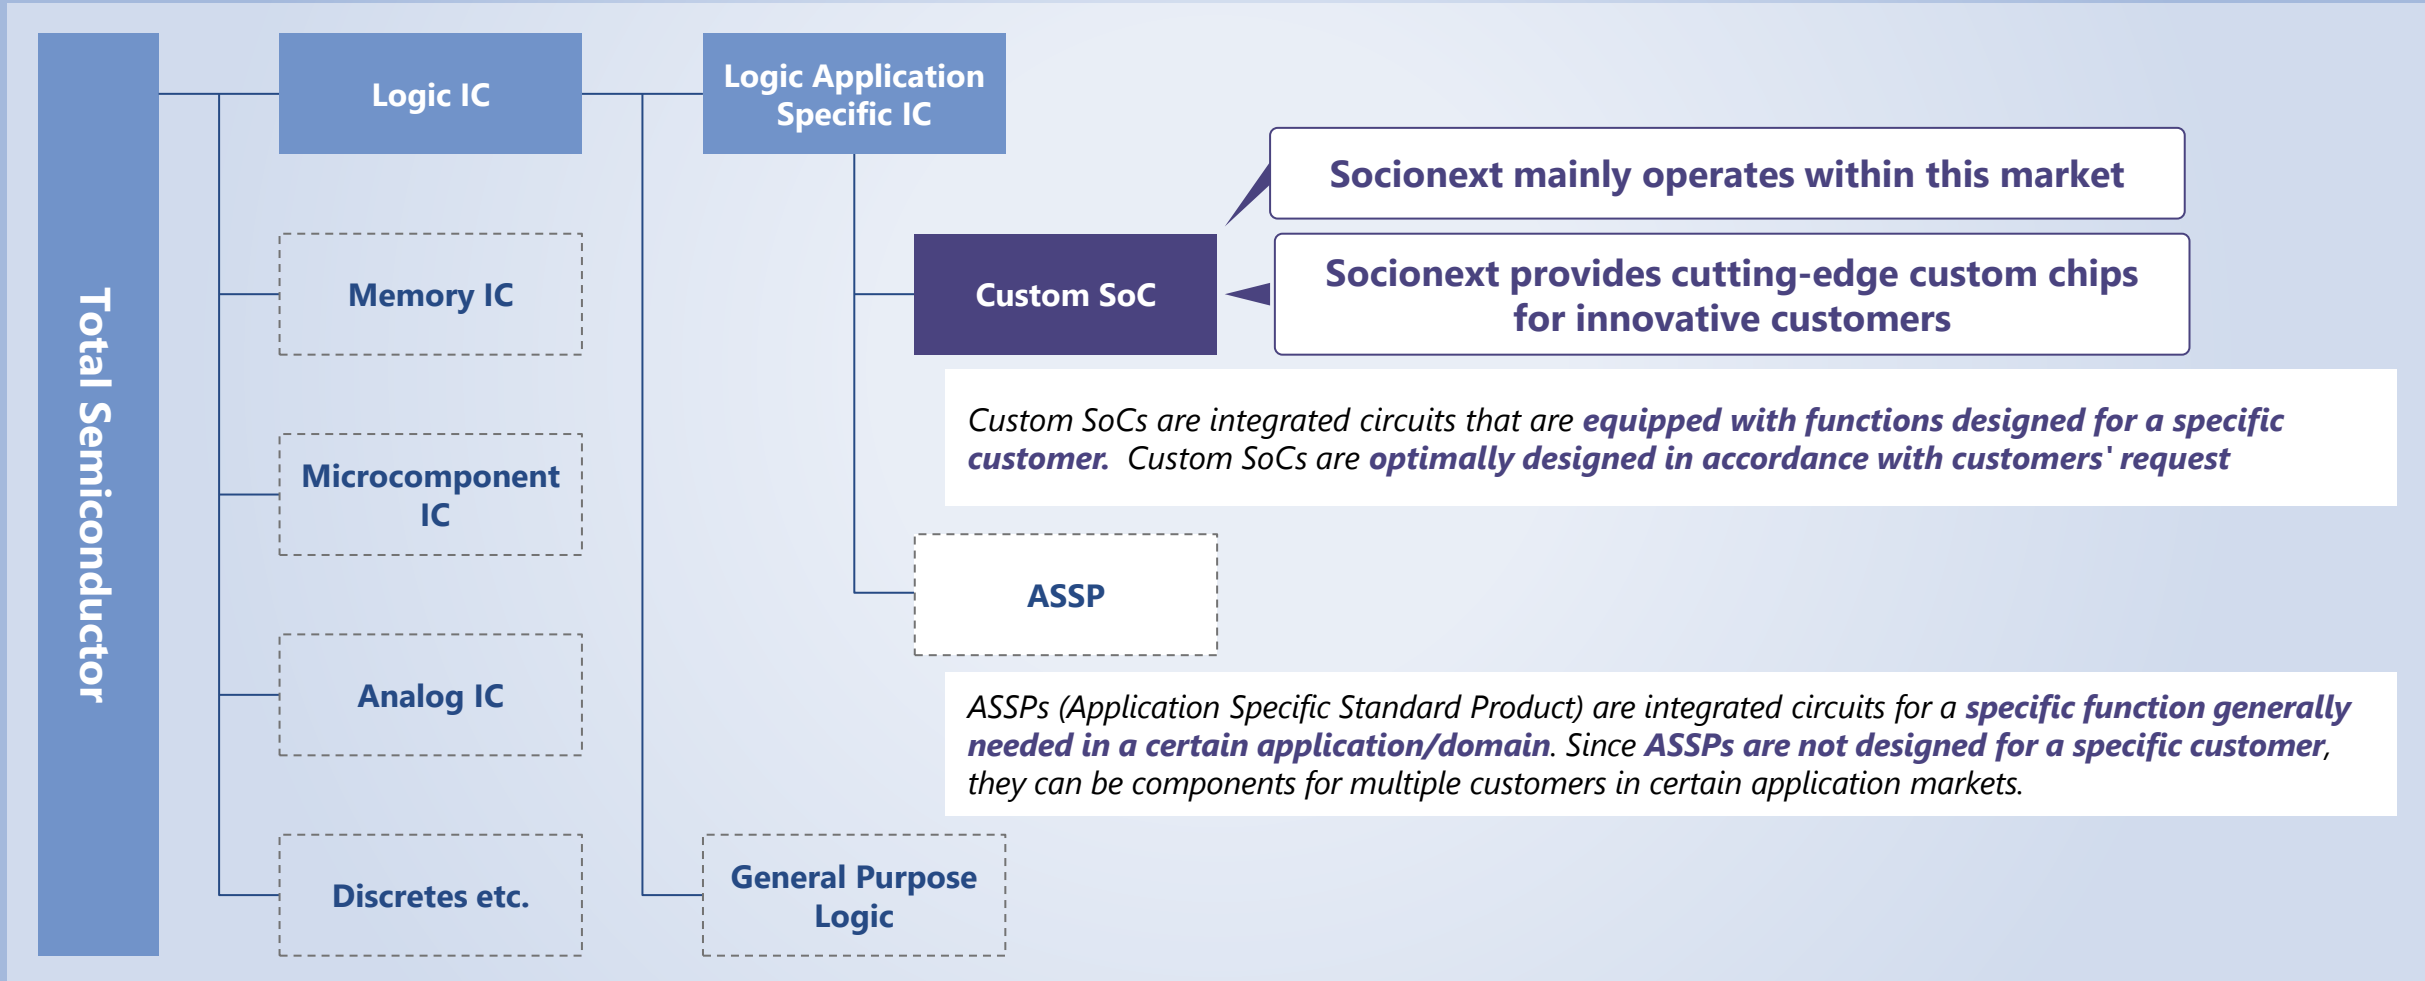 Total Semiconductor
Logic IC
Memory IC
Microcomponent
IC
Analog IC
Discretes etc.
Logic Application
Specific IC
General Purpose
Logic
Custom SoC
Socionext mainly operates within this market
Socionext provides cutting-edge custom chips
for innovative customers
Custom SoCs are integrated circuits that are equipped with functions designed for a specific
customer.  Custom SoCs are optimally designed in accordance with customers' request
ASSP
ASSPs (Application Specific Standard Product) are integrated circuits for a specific function generally
needed in a certain application/domain. Since ASSPs are not designed for a specific customer,
they can be components for multiple customers in certain application markets.